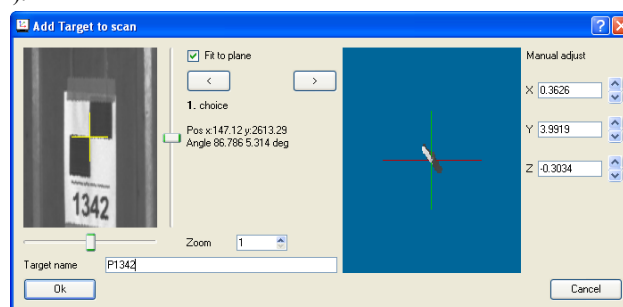 ).
Add Target to scan
Fit to plane
< >
1. choice
Pos x:147.12 y:2613.29
Angle 86.786 5.314 deg
1342
Zoom 1
Target name P1342
Manual adjust
X 0.3626
Y 3.9919
Z -0.3034
Ok
Cancel